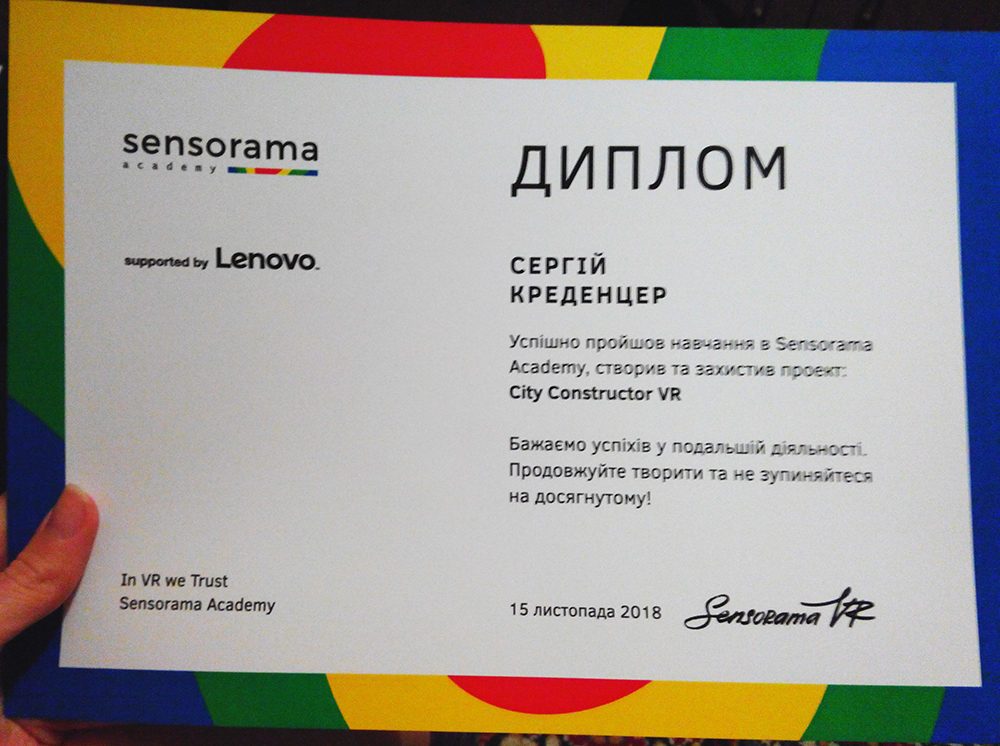 sensorama
academy
supported by Lenovo
ДИПЛОМ
СЕРГІЙ
КРЕДЕНЦЕР
Успішно пройшов навчання в Sensorama
Academy, створив та захистив проект:
City Constructor VR
Бажаємо успіхів у подальшій діяльності.
Продовжуйте творити та не зупиняйтеся
на досягнутому!
In VR we Trust
Sensorama Academy
15 листопада 2018
Sensorama VR